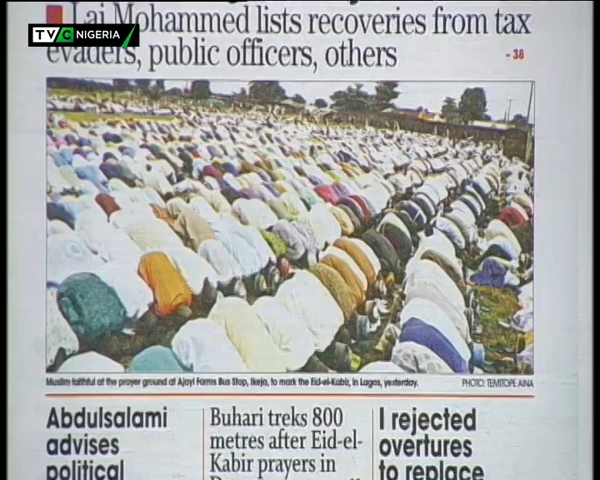 TVC NIGERIA
Lai Mohammed lists recoveries from tax
evaders, public officers, others
- 38
Muslim faithful at the prayer ground at Ajayi Farms Bus Stop, Ikeja, to mark the Eid-el-Kabir, in Lagos, yesterday.
PHOTO: TEMITOPE AINA
Abdulsalami
advises
political
Buhari treks 800
metres after Eid-el-
Kabir prayers in
I rejected
overtures
to replace